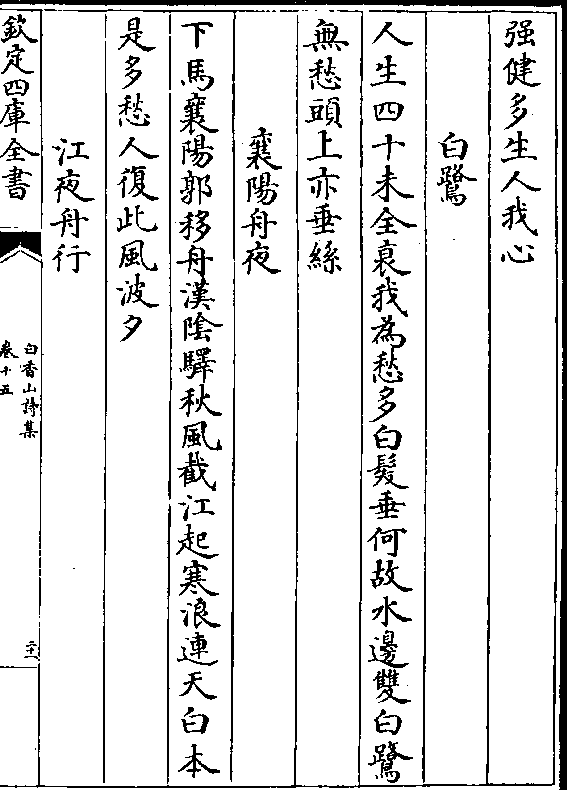 强健多生人我心
白鷺
人生四十未全衰我為愁多白髮垂何故水邊雙白鷺
無愁頭上亦垂絲
襄陽舟夜
下馬襄陽郭移舟漢隂驛秋風截江起寒浪連天白本
是多愁人復此風波夕
江夜舟行
欽定四庫全書
白香山詩集
卷十五